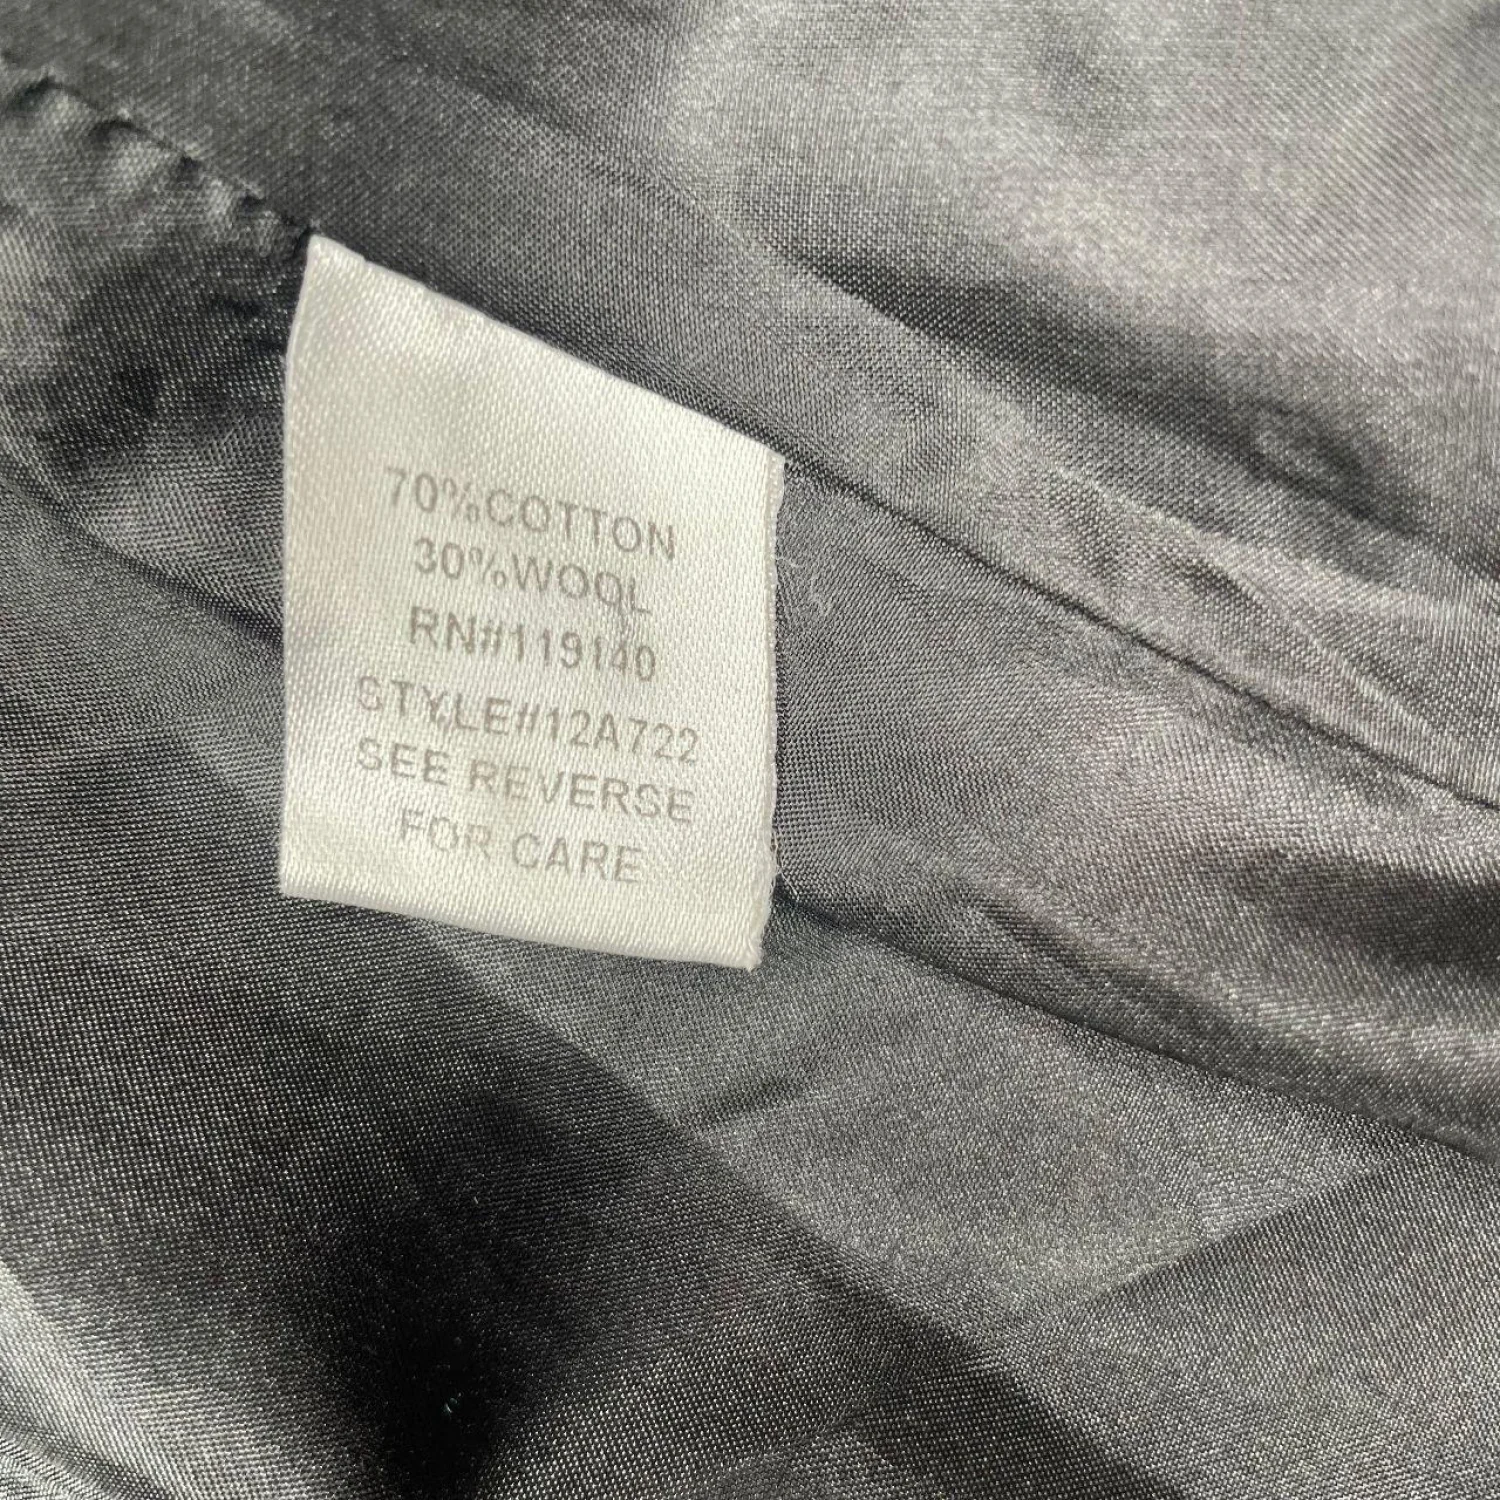 70%COTTON
30%WOOL
RN#119140
STYLE#12A722
SEE REVERSE
FOR CARE